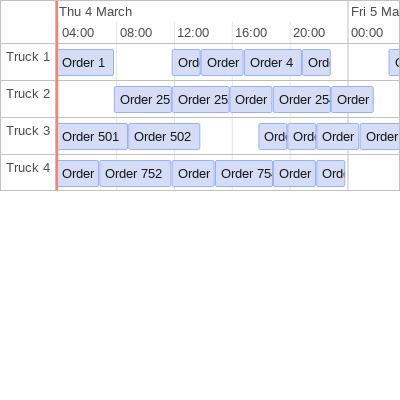 Thu 4 March Fri 5 Ma
04:00 08:00 12:00 16:00 20:00 00:00
Truck 1 Order 1 Ord Order Order 4 Ord
Truck 2 Order 25 Order 25 Order Order 25 Order
Truck 3 Order 501 Order 502 Ord Ord Order Order
Truck 4 Order Order 752 Order Order 75 Order Ord